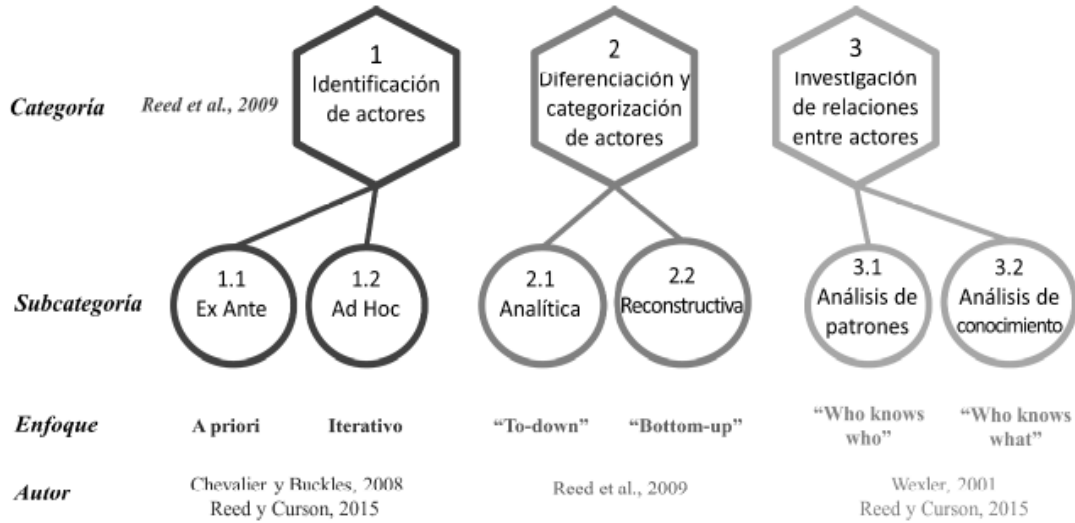 Categoría
Reed et al., 2009
1
Identificación
de actores
2
Diferenciación y
categorización
de actores
3
Investigación
de relaciones
entre actores
Subcategoría
1.1
Ex Ante
1.2
Ad Hoc
2.1
Analítica
2.2
Reconstructiva
3.1
Análisis de
patrones
3.2
Análisis de
conocimiento
Enfoque
A priori
Iterativo
“To-down”
“Bottom-up”
“Who knows
who”
“Who knows
what”
Autor
Chevalier y Buckles, 2008
Reed y Curson, 2015
Reed et al., 2009
Wexler, 2001
Reed y Curson, 2015